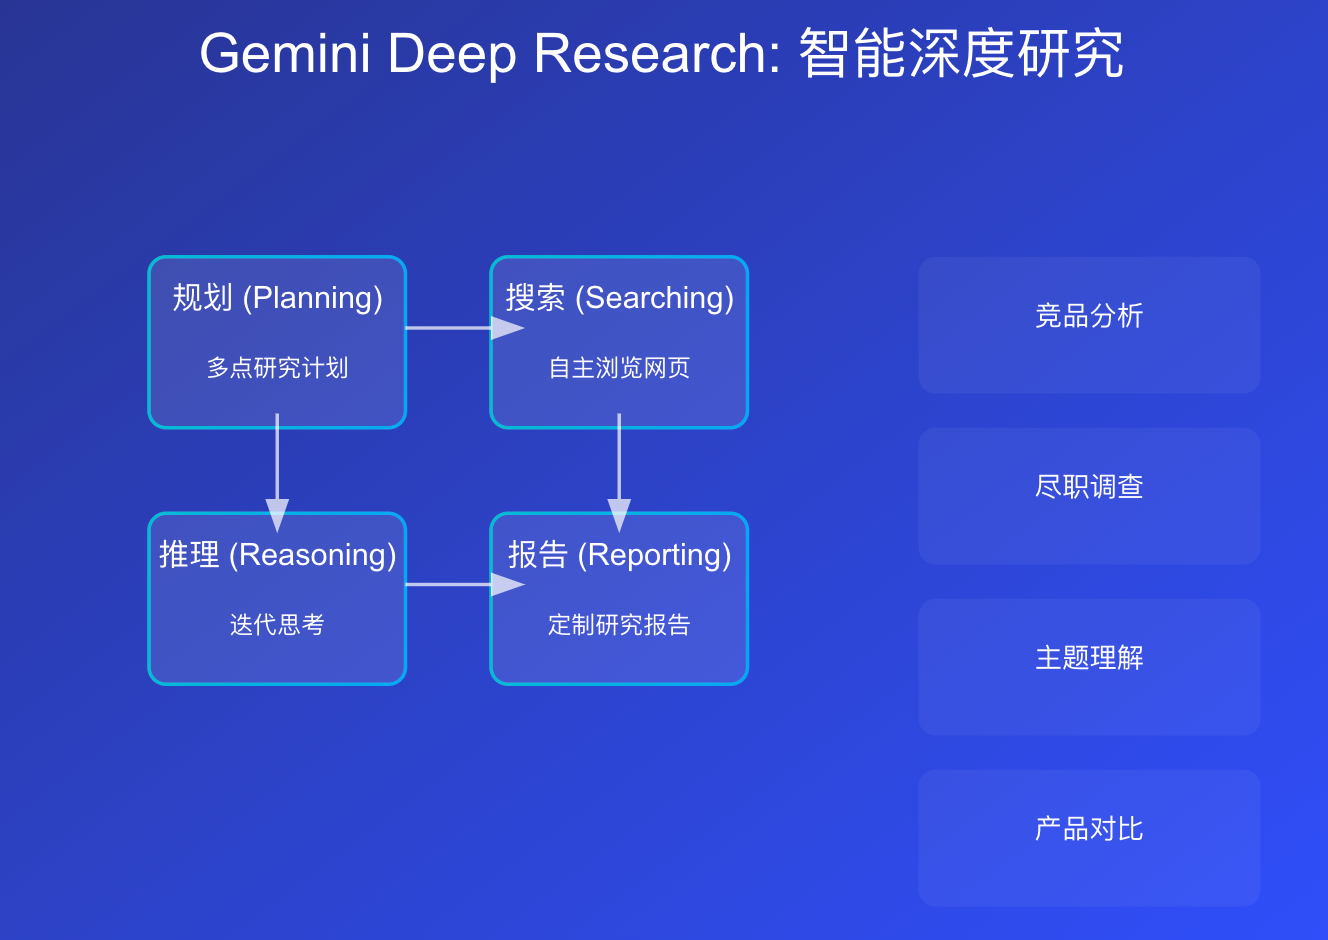 Gemini Deep Research: 智能深度研究
规划 (Planning)
多点研究计划
搜索 (Searching)
自主浏览网页
推理 (Reasoning)
迭代思考
报告 (Reporting)
定制研究报告
竞品分析
尽职调查
主题理解
产品对比